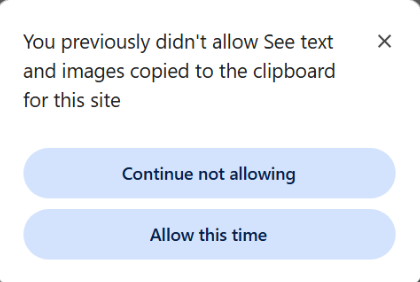 You previously didn't allow See text
and images copied to the clipboard
for this site
Continue not allowing
Allow this time